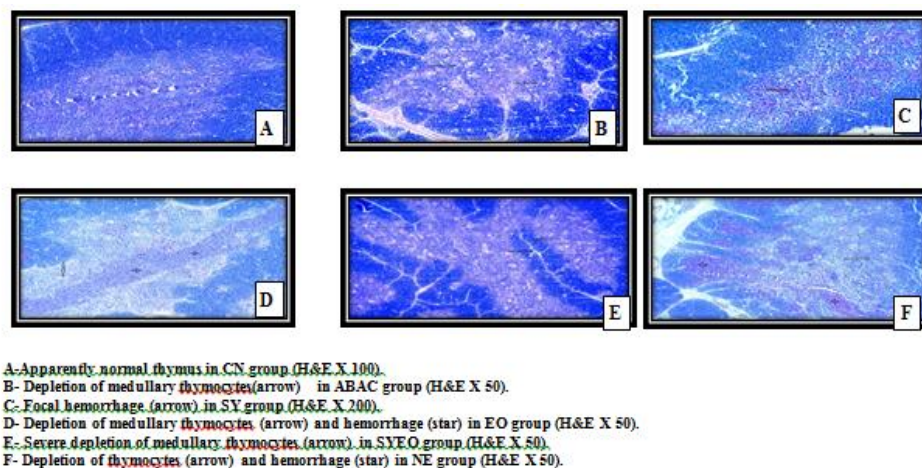 A
B
C
D
E
F
A-Apparently normal thymus in CN group (H&E X 100).
B- Depletion of medullary thymocytes(arrow) in ABAC group (H&E X 50).
C- Focal hemorrhage (arrow) in SY group (H&E X 200).
D- Depletion of medullary thymocytes (arrow) and hemorrhage (star) in EO group (H&E X 50).
E- Severe depletion of medullary thymocytes (arrow) in SYEO group (H&E X 50)
F- Depletion of thymocytes (arrow) and hemorrhage (star) in NE group (H&E X 50).